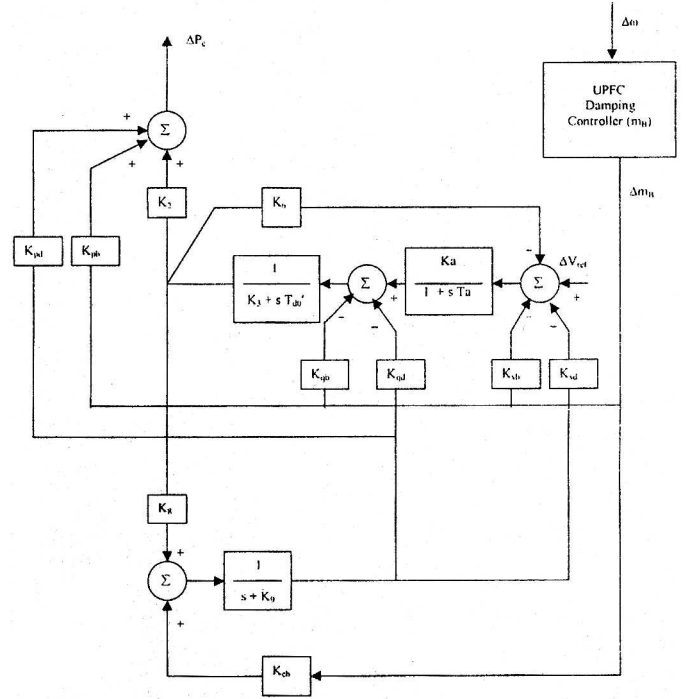 Δω
ΔPe
UPFC
Damping
Controller (mB)
Σ
+
+
+
ΔmB
K2
K6
Kpd
Kpb
1
K3 + s Tdo'
Σ
+
-
-
Ka
1 + s Ta
-
Σ
ΔVref
+
-
-
Kqb
Kqd
Kvb
Kvd
K8
+
Σ
+
1
s + K9
Kcb